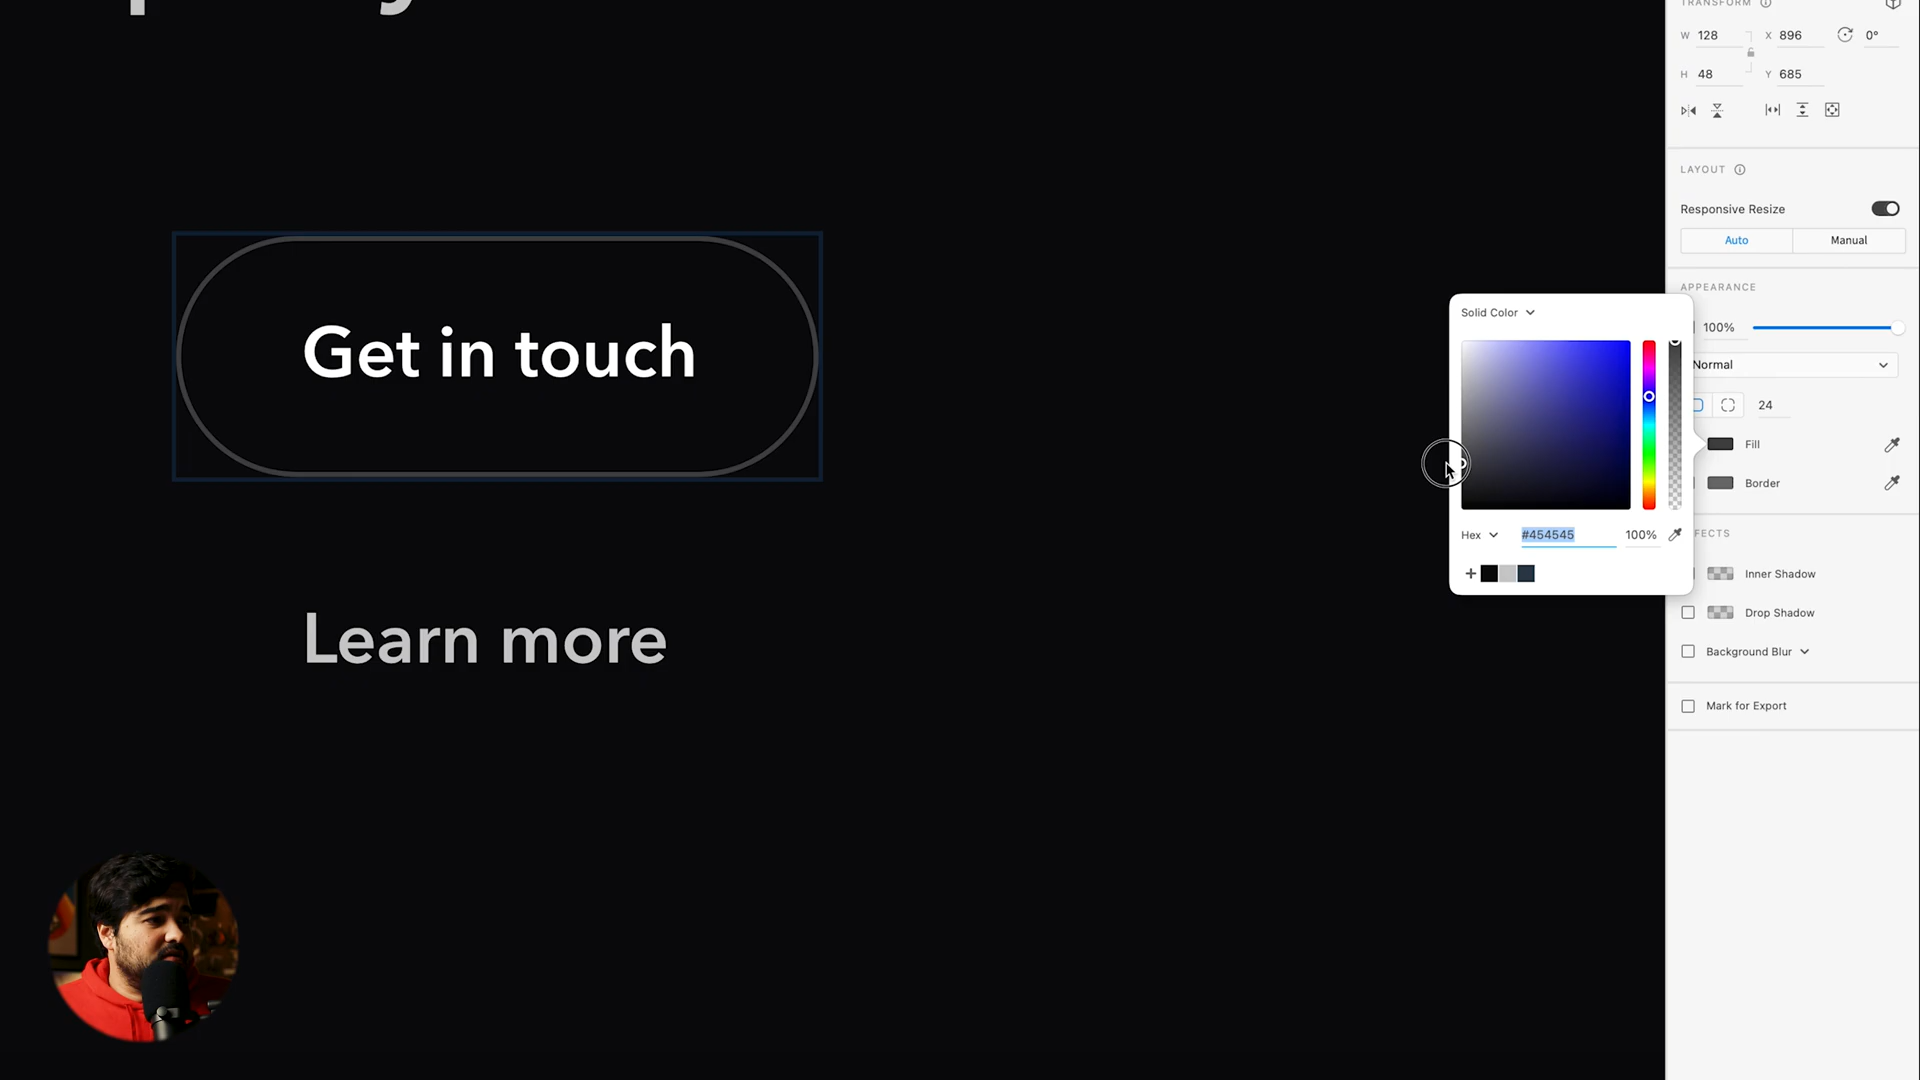 TRANSFORM
W 128 X 896 0°
H 48 Y 685
LAYOUT
Responsive Resize
Auto Manual
APPEARANCE
100%
Normal
24
Fill
Border
Solid Color
Hex #454545 100%
Inner Shadow
Drop Shadow
Background Blur
Mark for Export
Get in touch
Learn more